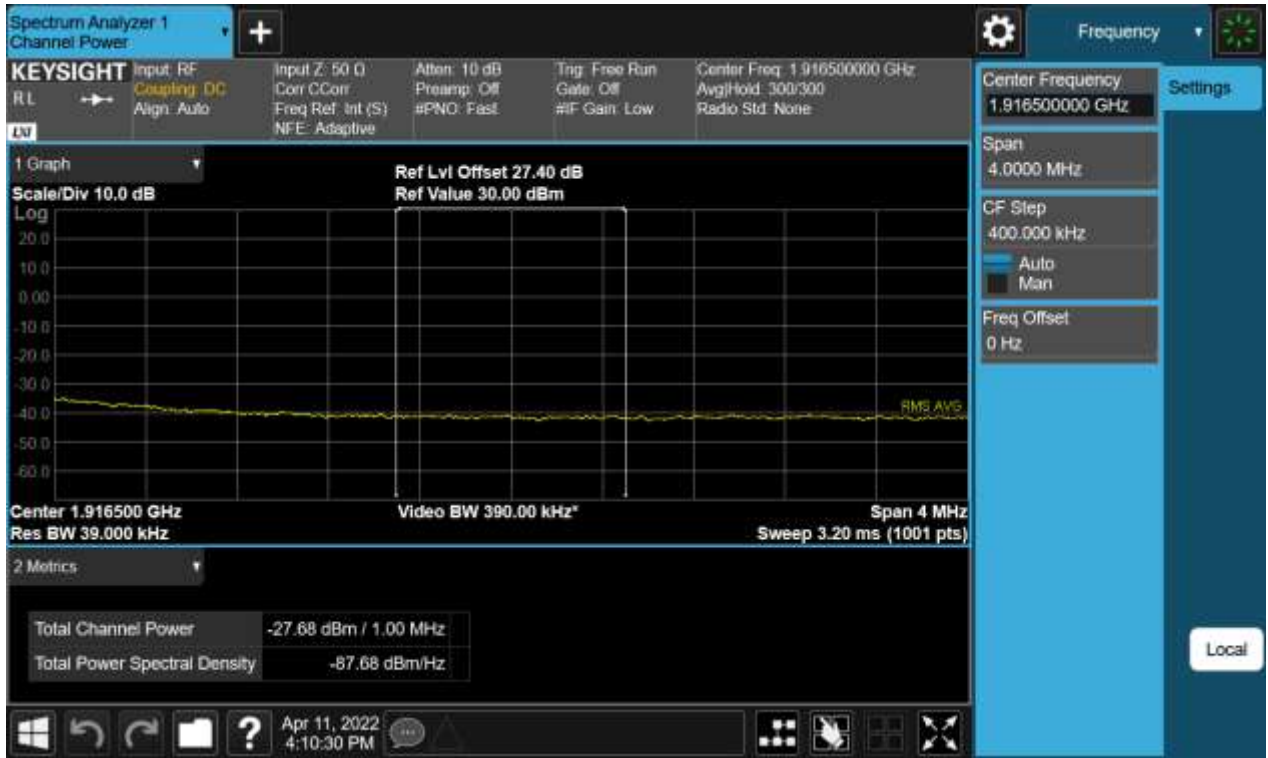 Spectrum Analyzer 1
Channel Power
+
Frequency
KEYSIGHT
RL
LXI
Input: RF
Coupling: DC
Align: Auto
Input Z: 50 Ω
Corr CCorr
Freq Ref: Int (S)
NFE: Adaptive
Atten: 10 dB
Preamp: Off
#PNO: Fast
Trig: Free Run
Gate: Off
#IF Gain: Low
Center Freq: 1.916500000 GHz
Avg|Hold: 300/300
Radio Std: None
Center Frequency
1.916500000 GHz
Settings
Span
4.0000 MHz
CF Step
400.000 kHz
Auto
Man
Freq Offset
0 Hz
Local
1 Graph
Scale/Div 10.0 dB
Ref Lvl Offset 27.40 dB
Ref Value 30.00 dBm
Log
20.0
10.0
0.00
-10.0
-20.0
-30.0
-40.0
-50.0
-60.0
RMS AVG
Center 1.916500 GHz
Video BW 390.00 kHz*
Span 4 MHz
Res BW 39.000 kHz
Sweep 3.20 ms (1001 pts)
2 Metrics
Total Channel Power -27.68 dBm / 1.00 MHz
Total Power Spectral Density -87.68 dBm/Hz
?
Apr 11, 2022
4:10:30 PM